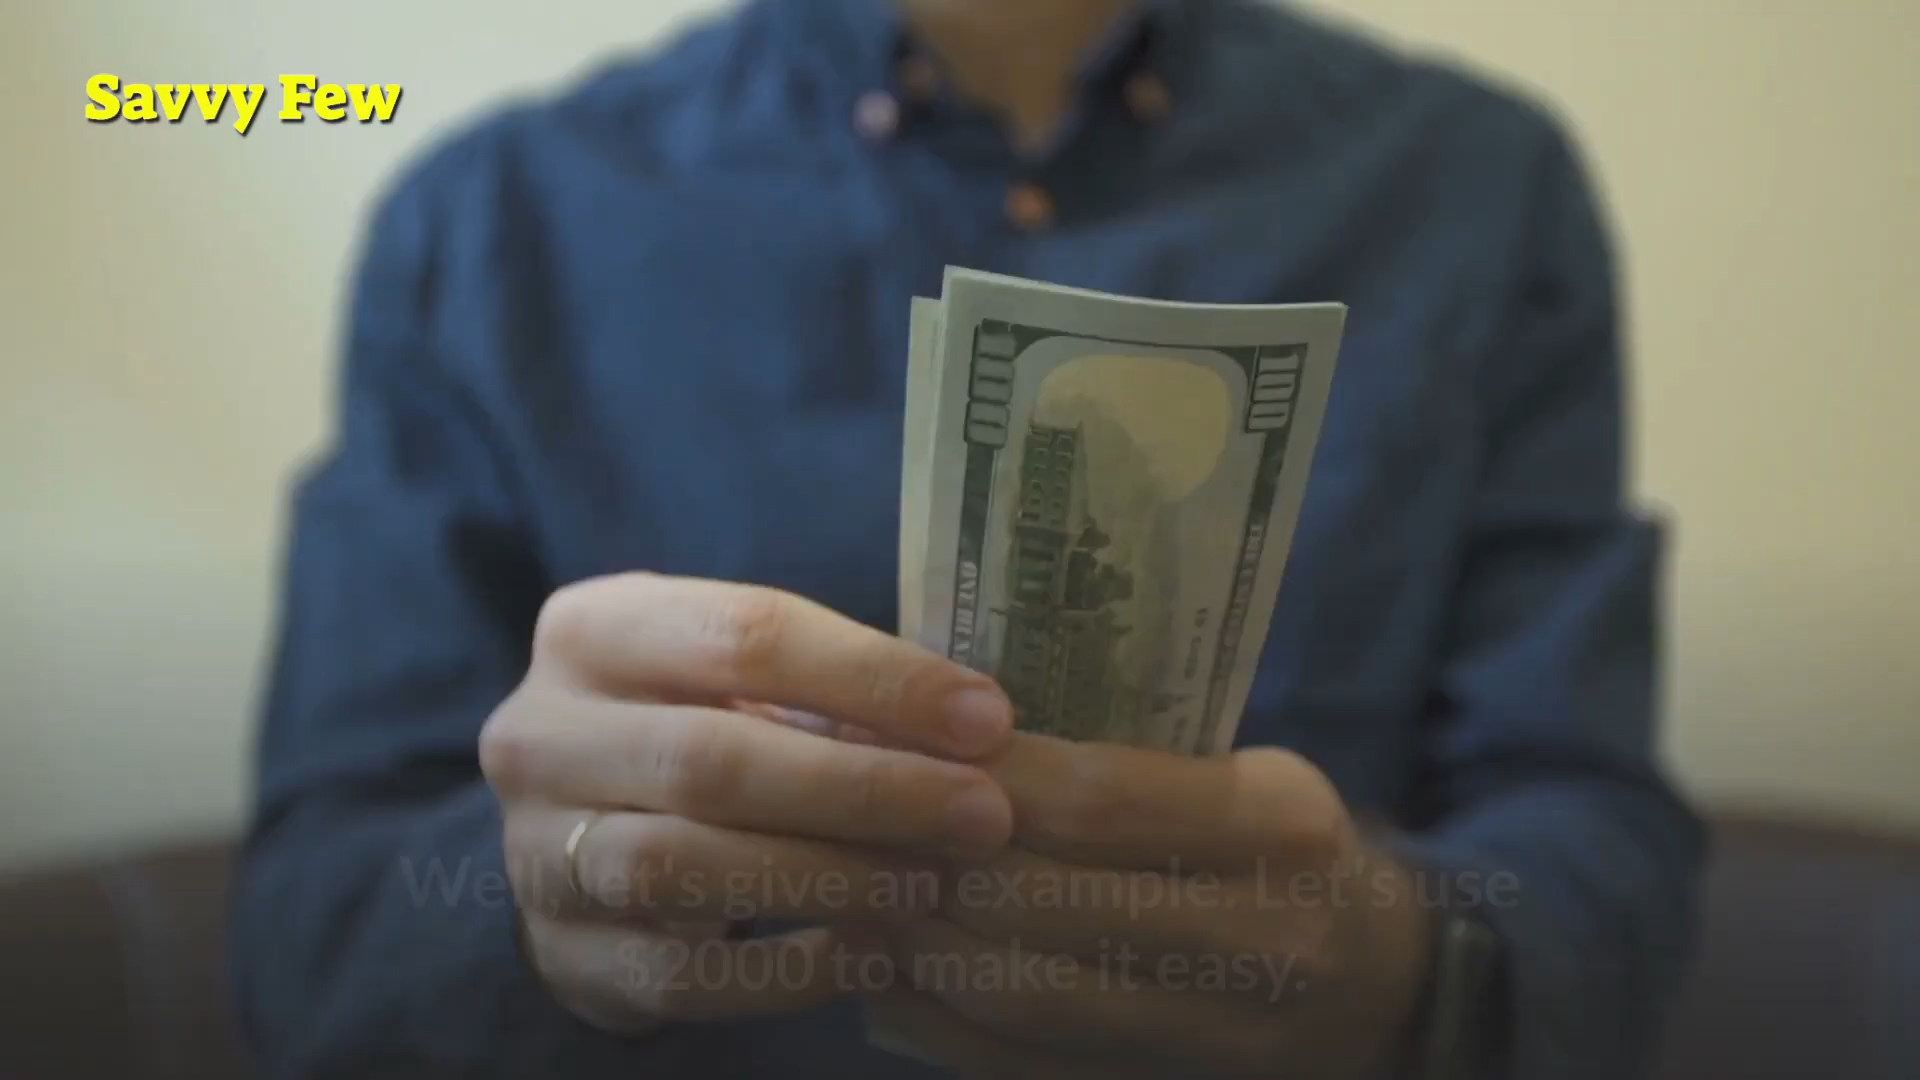 Savvy Few
100
100
Well, let's give an example. Let's use
$2000 to make it easy.